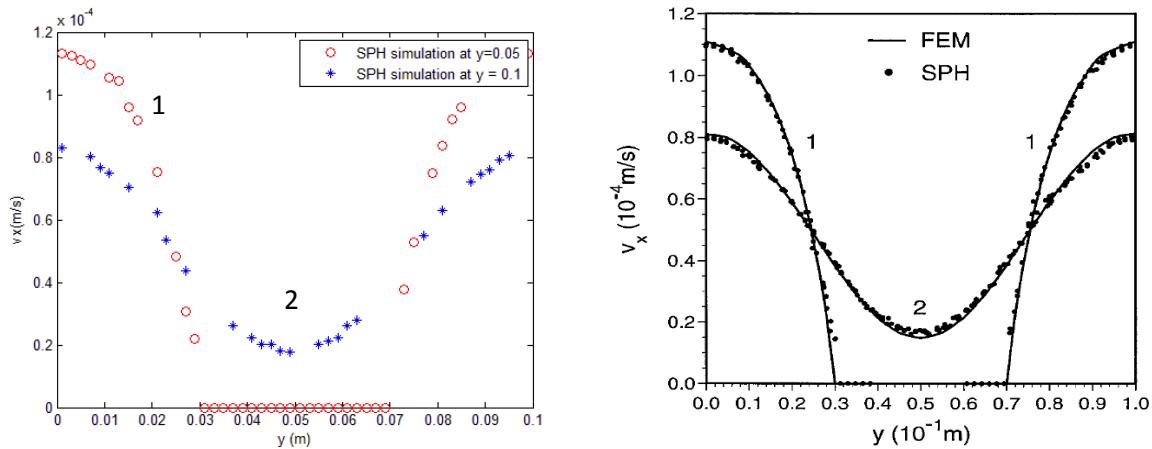 x 10⁻⁴
1.2
1
0.8
0.6
0.4
0.2
0
vx(m/s)
0 0.01 0.02 0.03 0.04 0.05 0.06 0.07 0.08 0.09 0.1
y (m)
SPH simulation at y=0.05
SPH simulation at y = 0.1
1
2
1.2
1.0
0.8
0.6
0.4
0.2
0.0
vₓ (10⁻⁴m/s)
0.0 0.1 0.2 0.3 0.4 0.5 0.6 0.7 0.8 0.9 1.0
y (10⁻¹m)
FEM
SPH
1 1
2